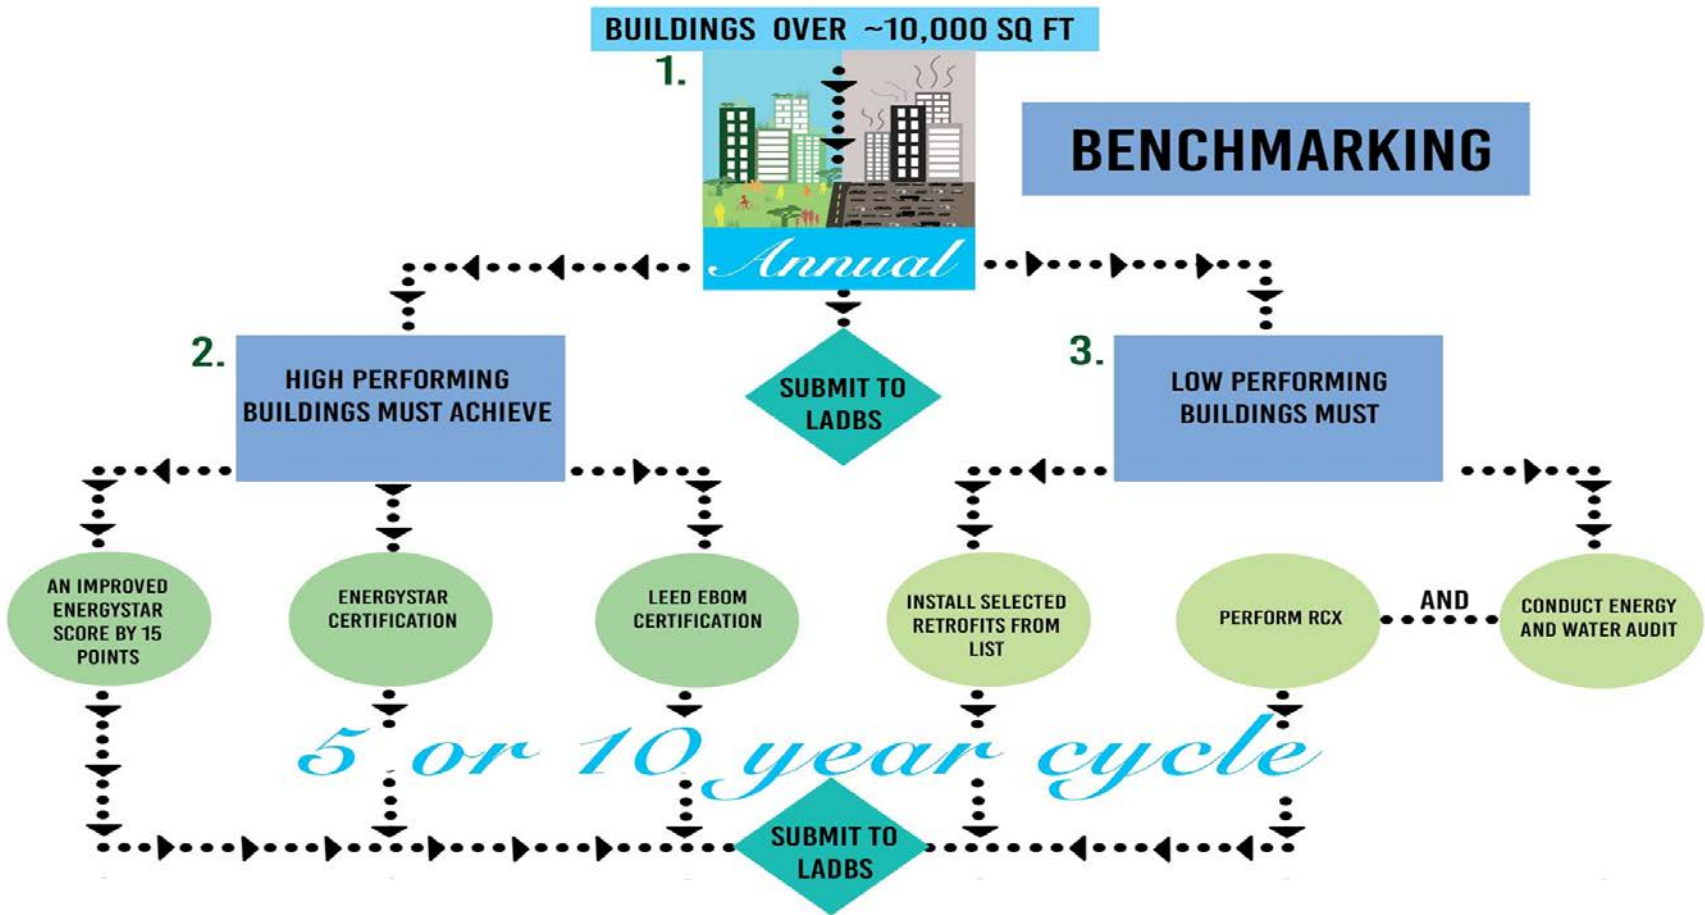 BUILDINGS OVER ~10,000 SQ FT
1.
BENCHMARKING
Annual
2.
HIGH PERFORMING
BUILDINGS MUST ACHIEVE
SUBMIT TO
LADBS
3.
LOW PERFORMING
BUILDINGS MUST
AN IMPROVED
ENERGYSTAR
SCORE BY 15
POINTS
ENERGYSTAR
CERTIFICATION
LEED EBOM
CERTIFICATION
INSTALL SELECTED
RETROFITS FROM
LIST
PERFORM RCX
AND
CONDUCT ENERGY
AND WATER AUDIT
5 or 10 year cycle
SUBMIT TO
LADBS